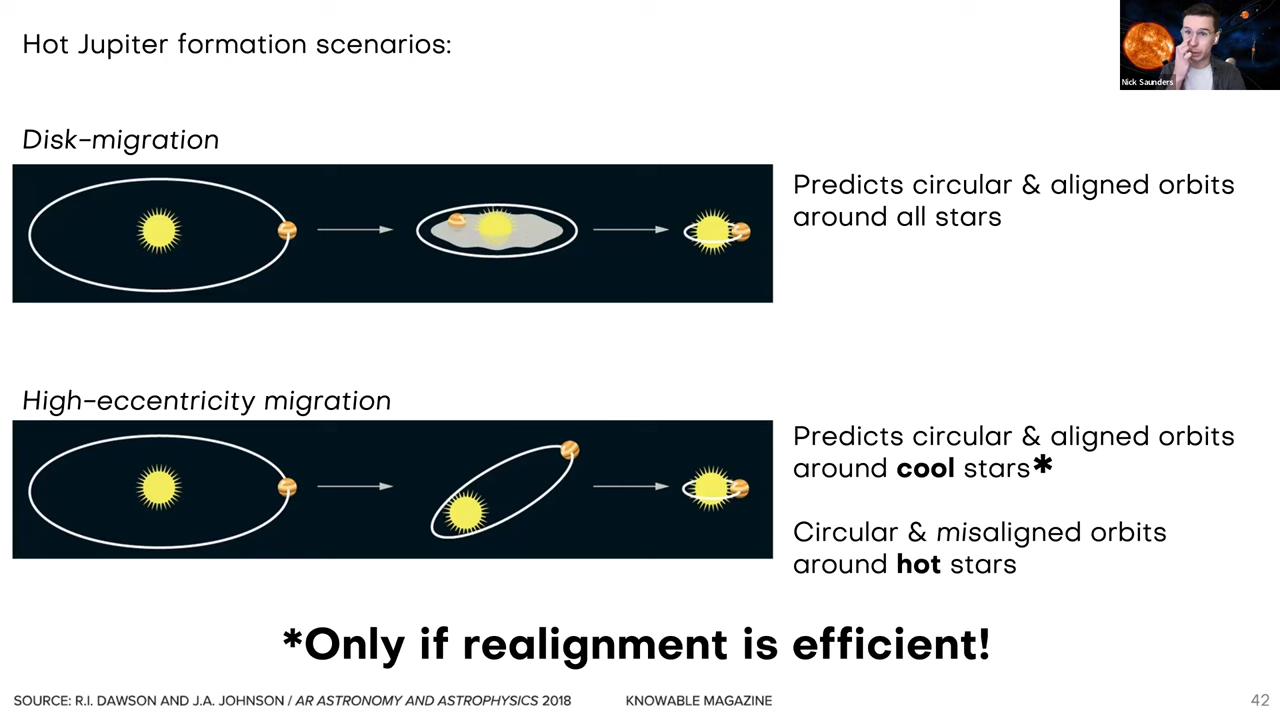 Hot Jupiter formation scenarios:
Nick Saunders
Disk-migration
Predicts circular & aligned orbits
around all stars
High-eccentricity migration
Predicts circular & aligned orbits
around cool stars*
Circular & misaligned orbits
around hot stars
*Only if realignment is efficient!
SOURCE: R.I. DAWSON AND J.A. JOHNSON / AR ASTRONOMY AND ASTROPHYSICS 2018
KNOWABLE MAGAZINE
42